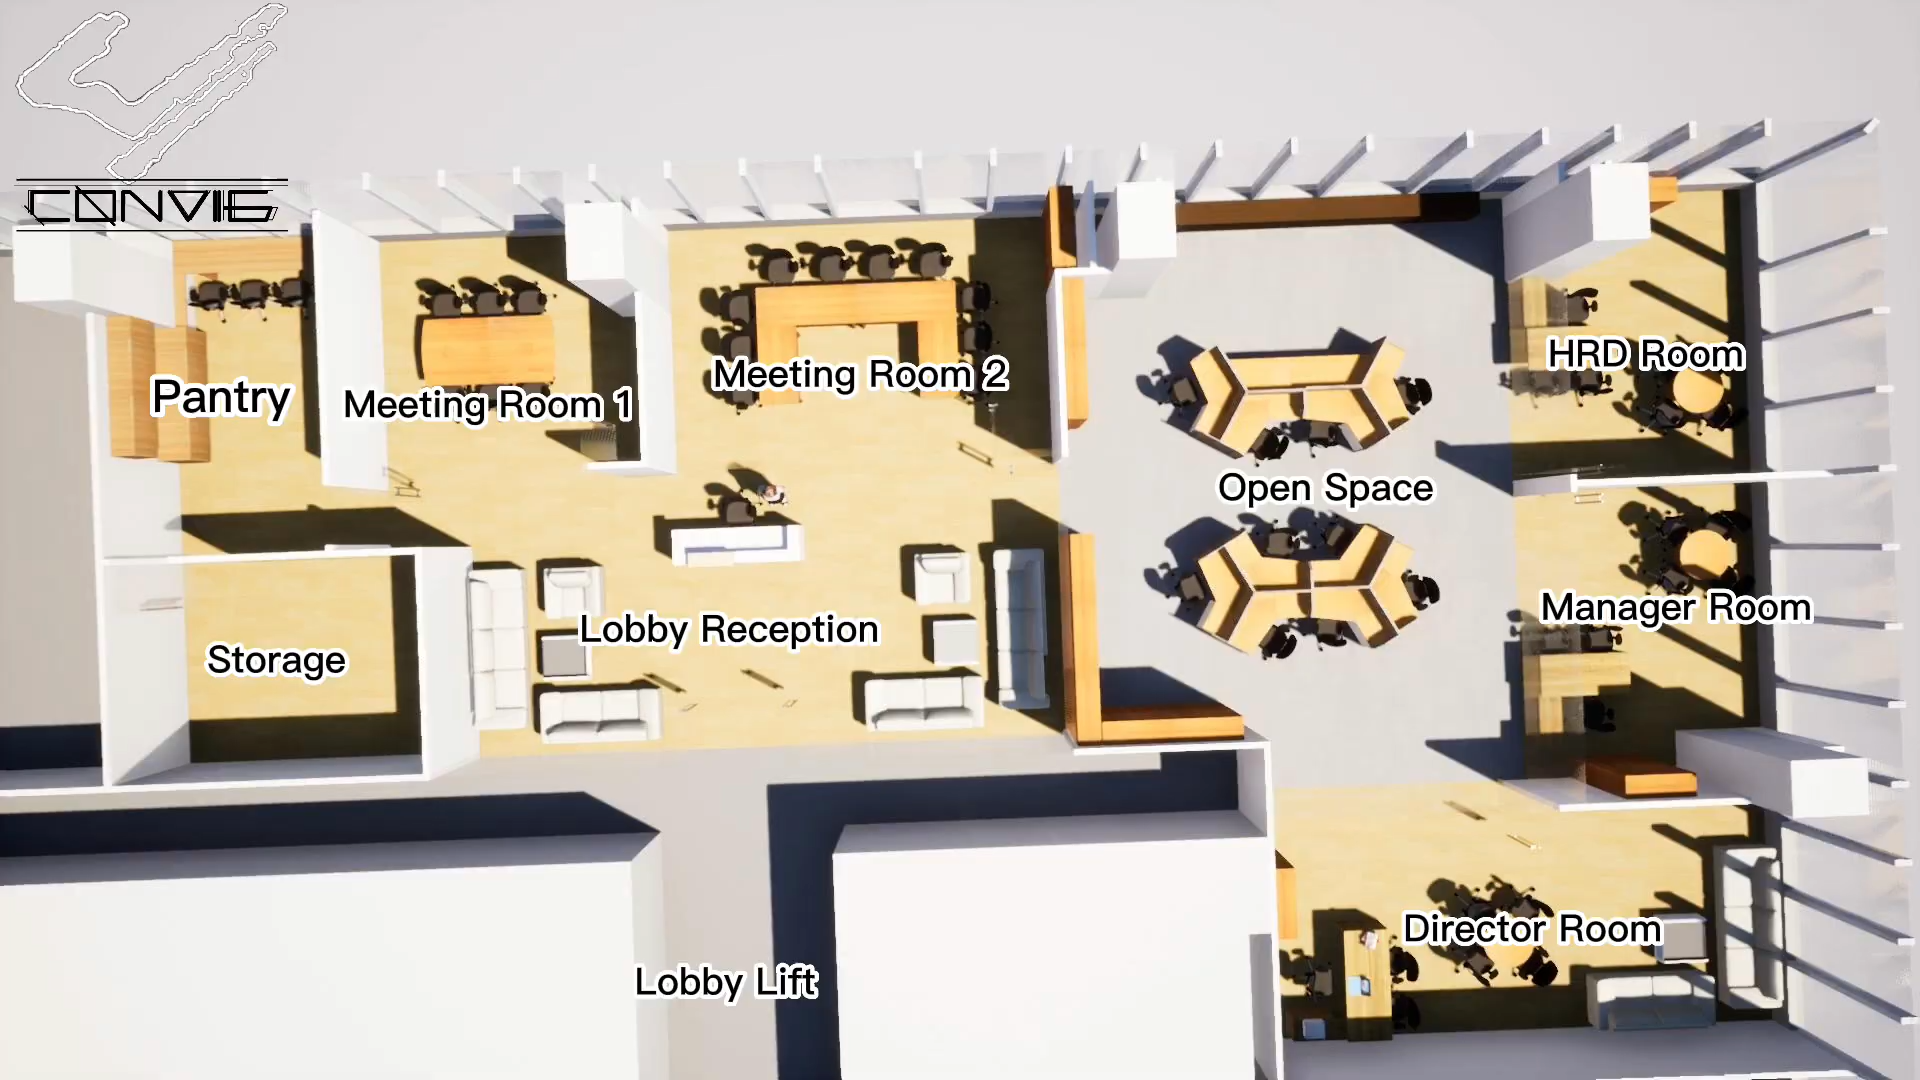 CONVIG
Pantry
Meeting Room 1
Meeting Room 2
HRD Room
Open Space
Manager Room
Lobby Reception
Storage
Director Room
Lobby Lift